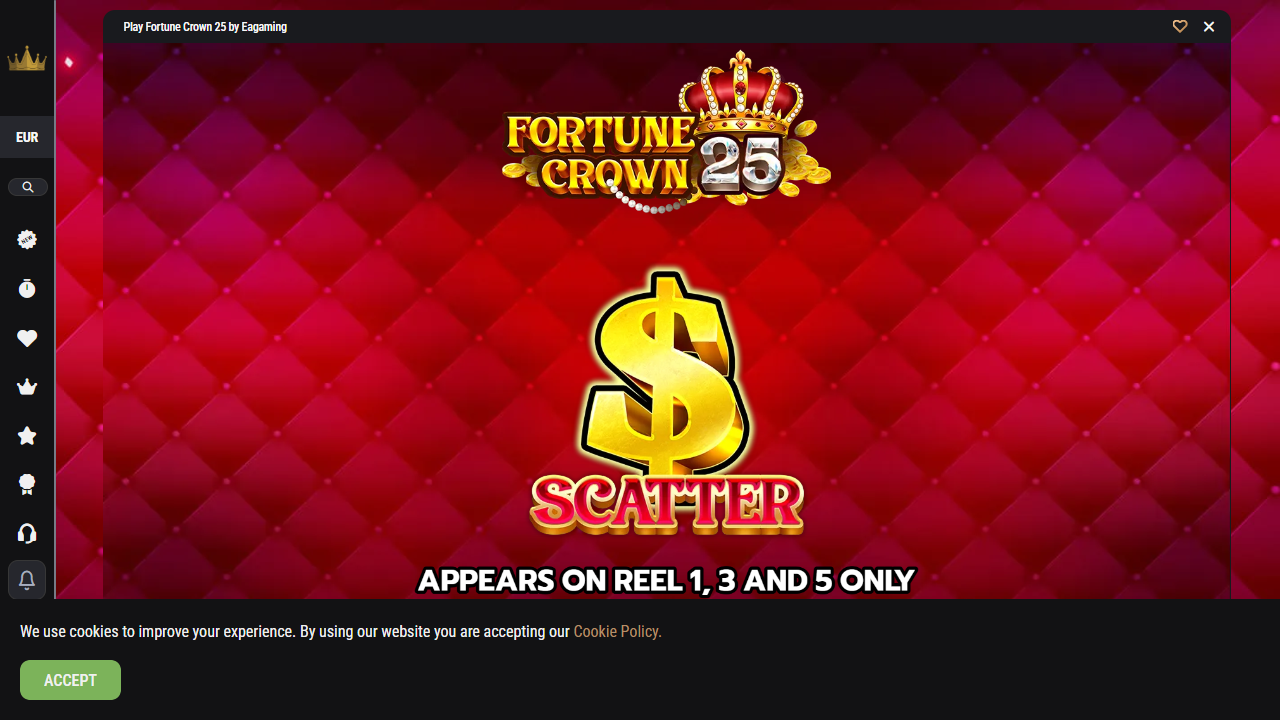 Play Fortune Crown 25 by Eagaming
EUR
NEW
FORTUNE
CROWN 25
$
SCATTER
APPEARS ON REEL 1, 3 AND 5 ONLY
We use cookies to improve your experience. By using our website you are accepting our Cookie Policy.
ACCEPT